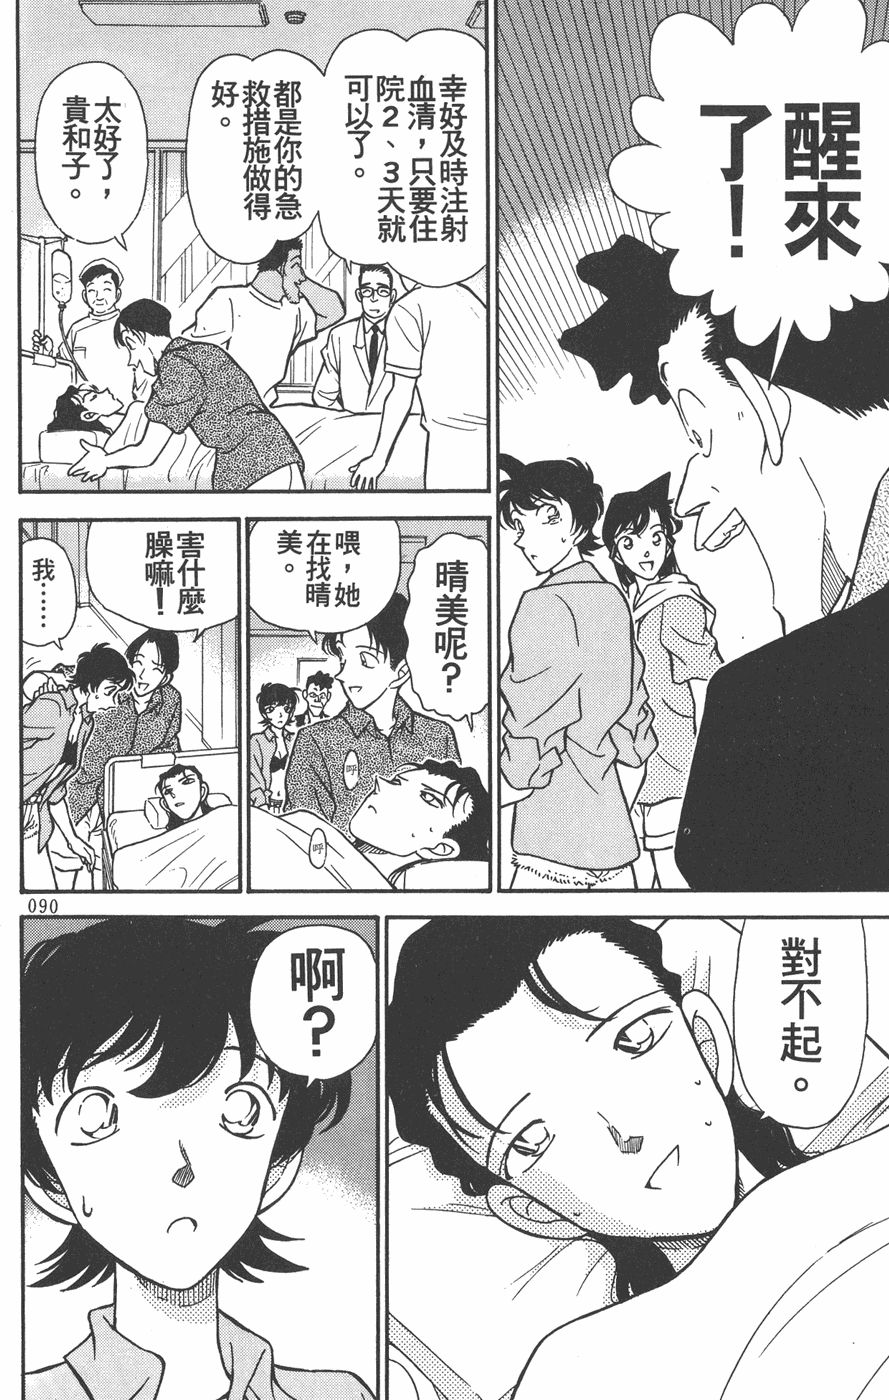 醒來
了！
幸好及時注射
血清，只要住
院2、3天就
可以了。
都是你的急
救措施做得
好。
太好了，
貴和子。
晴美呢？
喂，她
在找晴
美。
呼
呼
害什麼
臊嘛！
我……
對不起。
啊？
090